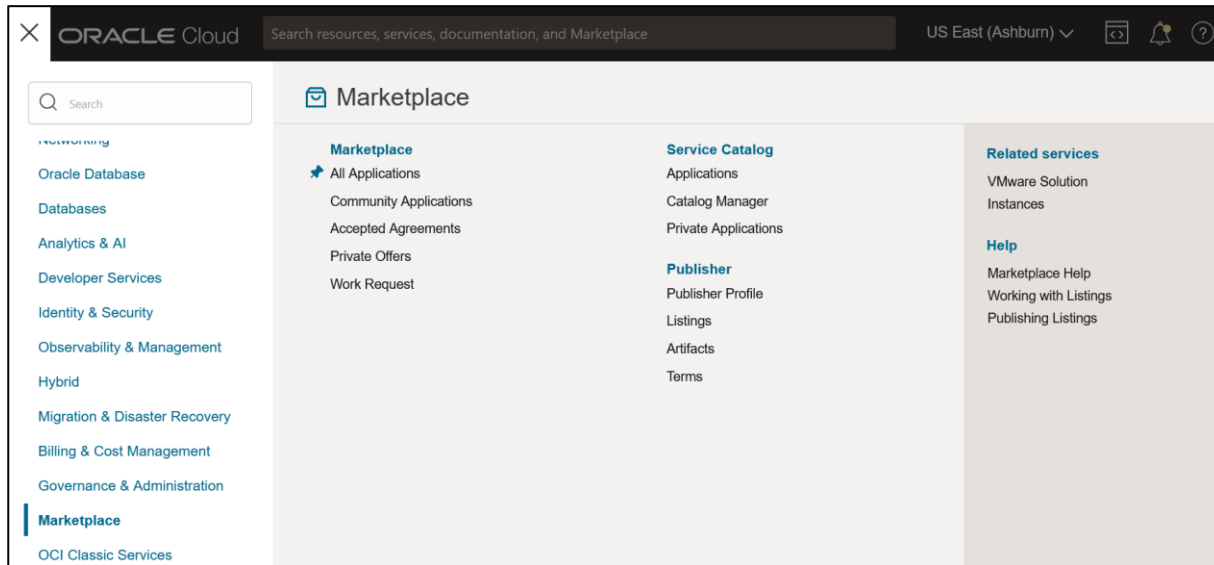 ORACLE Cloud
Search resources, services, documentation, and Marketplace
US East (Ashburn)
Search
Networking
Oracle Database
Databases
Analytics & AI
Developer Services
Identity & Security
Observability & Management
Hybrid
Migration & Disaster Recovery
Billing & Cost Management
Governance & Administration
Marketplace
OCI Classic Services
Marketplace
Marketplace
All Applications
Community Applications
Accepted Agreements
Private Offers
Work Request
Service Catalog
Applications
Catalog Manager
Private Applications
Publisher
Publisher Profile
Listings
Artifacts
Terms
Related services
VMware Solution
Instances
Help
Marketplace Help
Working with Listings
Publishing Listings